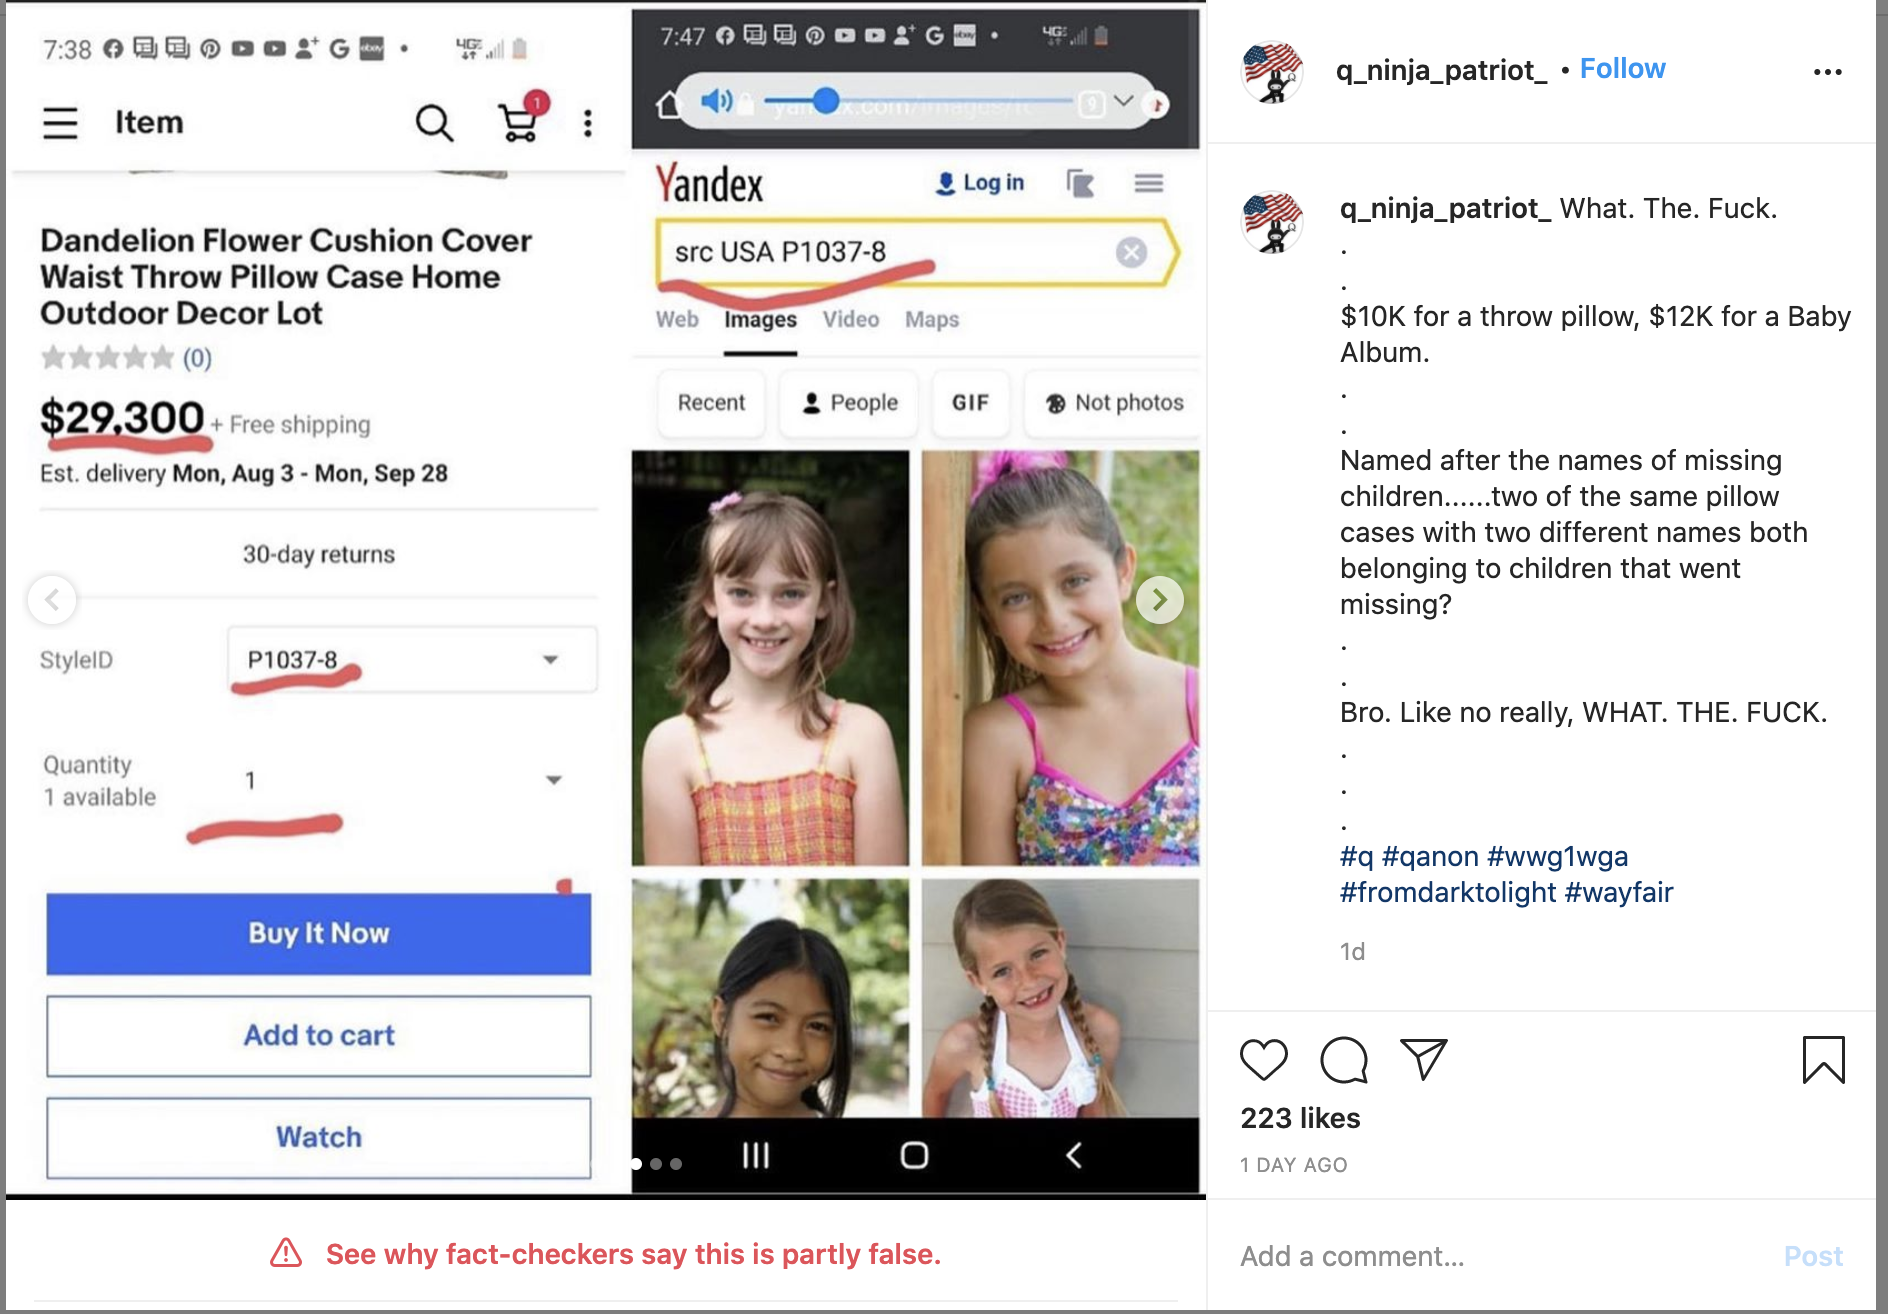 7:38
4G
Item
1
Dandelion Flower Cushion Cover
Waist Throw Pillow Case Home
Outdoor Decor Lot
(0)
$29,300 + Free shipping
Est. delivery Mon, Aug 3 - Mon, Sep 28
30-day returns
StyleID
P1037-8
Quantity
1 available
1
Buy It Now
Add to cart
Watch
7:47
4G
9
Yandex
Log in
src USA P1037-8
Web Images Video Maps
Recent People GIF Not photos
See why fact-checkers say this is partly false.
q_ninja_patriot_ • Follow
q_ninja_patriot_ What. The. Fuck.
.
.
$10K for a throw pillow, $12K for a Baby
Album.
.
.
Named after the names of missing
children......two of the same pillow
cases with two different names both
belonging to children that went
missing?
.
.
Bro. Like no really, WHAT. THE. FUCK.
.
.
.
#q #qanon #wwg1wga
#fromdarktolight #wayfair
1d
223 likes
1 DAY AGO
Add a comment...
Post